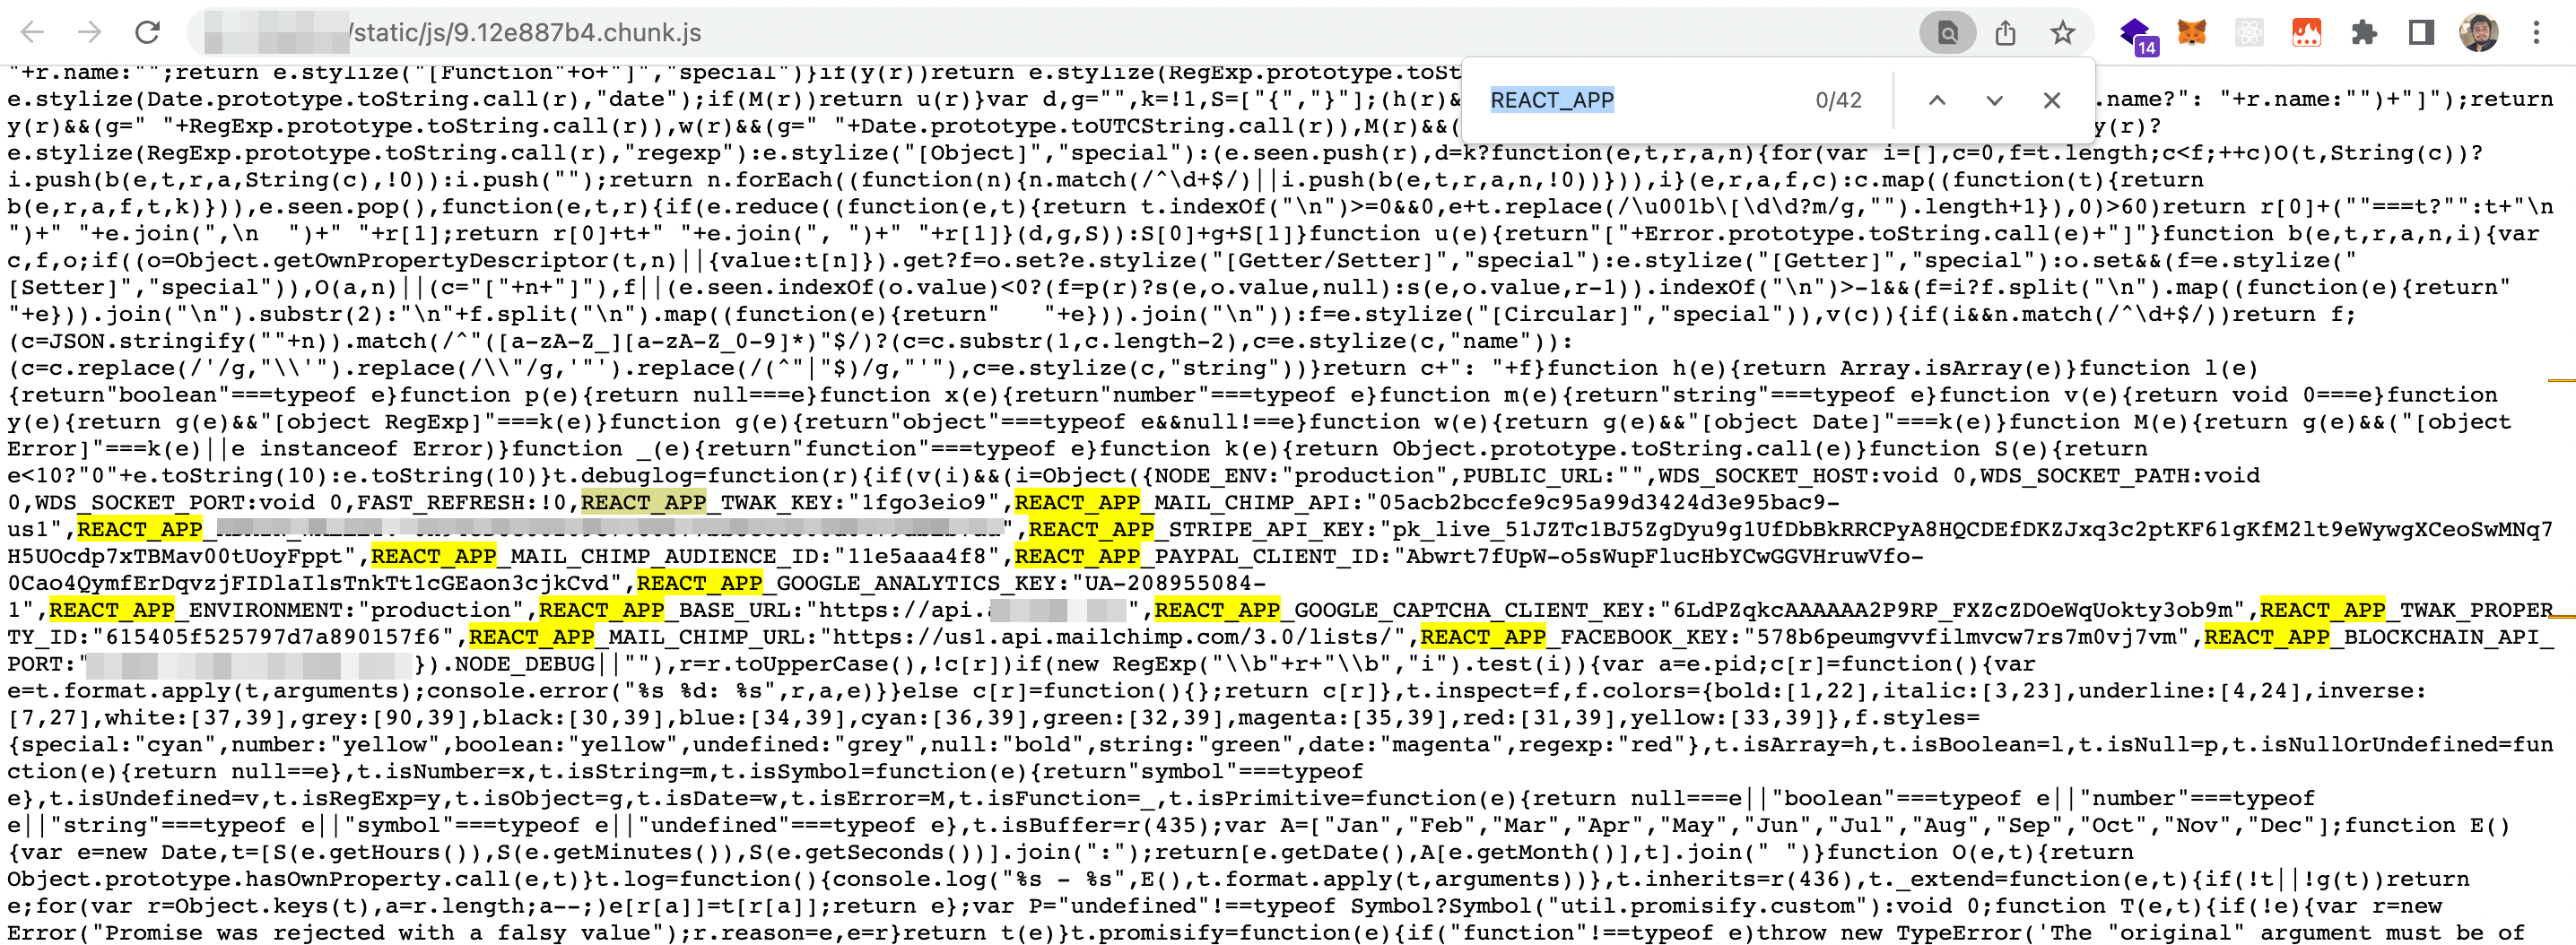 /static/js/9.12e887b4.chunk.js
14
REACT_APP
0/42
"+r.name:"";return e.stylize("[Function"+o+"]","special")}if(y(r))return e.stylize(RegExp.prototype.toSt
e.stylize(Date.prototype.toString.call(r),"date");if(M(r))return u(r)}var d,g="",k=!1,S=["{","}"];(h(r)& .name?": "+r.name:"")+"]");return
y(r)&&(g=" "+RegExp.prototype.toString.call(r)),w(r)&&(g=" "+Date.prototype.toUTCString.call(r)),M(r)&&( y(r)?
e.stylize(RegExp.prototype.toString.call(r),"regexp"):e.stylize("[Object]","special"):(e.seen.push(r),d=k?function(e,t,r,a,n){for(var i=[],c=0,f=t.length;c<f;++c)O(t,String(c))?
i.push(b(e,t,r,a,String(c),!0)):i.push("");return n.forEach((function(n){n.match(/^\d+$/)||i.push(b(e,t,r,a,n,!0))})),i}(e,r,a,f,c):c.map((function(t){return
b(e,r,a,f,t,k)})),e.seen.pop(),function(e,t,r){if(e.reduce((function(e,t){return t.indexOf("\n")>=0&&0,e+t.replace(/\u001b\[\d\d?m/g,"").length+1}),0)>60)return r[0]+(""===t?"":t+"\n
")+" "+e.join(",\n  ")+" "+r[1];return r[0]+t+" "+e.join(", ")+" "+r[1]}(d,g,S)):S[0]+g+S[1]}function u(e){return"["+Error.prototype.toString.call(e)+"]"}function b(e,t,r,a,n,i){var
c,f,o;if((o=Object.getOwnPropertyDescriptor(t,n)||{value:t[n]}).get?f=o.set?e.stylize("[Getter/Setter]","special"):e.stylize("[Getter]","special"):o.set&&(f=e.stylize("
[Setter]","special")),O(a,n)||(c="["+n+"]"),f||(e.seen.indexOf(o.value)<0?(f=p(r)?s(e,o.value,null):s(e,o.value,r-1)).indexOf("\n")>-1&&(f=i?f.split("\n").map((function(e){return"
"+e})).join("\n").substr(2):"\n"+f.split("\n").map((function(e){return"   "+e})).join("\n")):f=e.stylize("[Circular]","special")),v(c)){if(i&&n.match(/^\d+$/))return f;
(c=JSON.stringify(""+n)).match(/^"([a-zA-Z_][a-zA-Z_0-9]*)"$/)?(c=c.substr(1,c.length-2),c=e.stylize(c,"name")):
(c=c.replace(/'/g,"\\'").replace(/\\"/g,'"').replace(/(^"|"$)/g,"'"),c=e.stylize(c,"string"))}return c+": "+f}function h(e){return Array.isArray(e)}function l(e)
{return"boolean"===typeof e}function p(e){return null===e}function x(e){return"number"===typeof e}function m(e){return"string"===typeof e}function v(e){return void 0===e}function
y(e){return g(e)&&"[object RegExp]"===k(e)}function g(e){return"object"===typeof e&&null!==e}function w(e){return g(e)&&"[object Date]"===k(e)}function M(e){return g(e)&&("[object
Error]"===k(e)||e instanceof Error)}function _(e){return"function"===typeof e}function k(e){return Object.prototype.toString.call(e)}function S(e){return
e<10?"0"+e.toString(10):e.toString(10)}t.debuglog=function(r){if(v(i)&&(i=Object({NODE_ENV:"production",PUBLIC_URL:"",WDS_SOCKET_HOST:void 0,WDS_SOCKET_PATH:void
0,WDS_SOCKET_PORT:void 0,FAST_REFRESH:!0,REACT_APP_TWAK_KEY:"1fgo3eio9",REACT_APP_MAIL_CHIMP_API:"05acb2bccfe9c95a99d3424d3e95bac9-
us1",REACT_APP_ ",REACT_APP_STRIPE_API_KEY:"pk_live_51JZTclBJ5ZgDyu9g1UfDbBkRRCPyA8HQCDEfDKZJxq3c2ptKF61gKfM2lt9eWywgXCeoSwMNq7
H5UOcdp7xTBMav00tUoyFppt",REACT_APP_MAIL_CHIMP_AUDIENCE_ID:"11e5aaa4f8",REACT_APP_PAYPAL_CLIENT_ID:"Abwrt7fUpW-o5sWupFlucHbYCwGGVHruwVfo-
0Cao4QymfErDqvzjFIDlaIlsTnkTt1cGEaon3cjkCvd",REACT_APP_GOOGLE_ANALYTICS_KEY:"UA-208955084-
1",REACT_APP_ENVIRONMENT:"production",REACT_APP_BASE_URL:"https://api. ",REACT_APP_GOOGLE_CAPTCHA_CLIENT_KEY:"6LdPZqkcAAAAAA2P9RP_FXZcZDOeWqUokty3ob9m",REACT_APP_TWAK_PROPER
TY_ID:"615405f525797d7a890157f6",REACT_APP_MAIL_CHIMP_URL:"https://us1.api.mailchimp.com/3.0/lists/",REACT_APP_FACEBOOK_KEY:"578b6peumgvvfilmvcw7rs7m0vj7vm",REACT_APP_BLOCKCHAIN_API_
PORT:" }).NODE_DEBUG||""),r=r.toUpperCase(),!c[r])if(new RegExp("\\b"+r+"\\b","i").test(i)){var a=e.pid;c[r]=function(){var
e=t.format.apply(t,arguments);console.error("%s %d: %s",r,a,e)}}else c[r]=function(){};return c[r]},t.inspect=f,f.colors={bold:[1,22],italic:[3,23],underline:[4,24],inverse:
[7,27],white:[37,39],grey:[90,39],black:[30,39],blue:[34,39],cyan:[36,39],green:[32,39],magenta:[35,39],red:[31,39],yellow:[33,39]},f.styles=
{special:"cyan",number:"yellow",boolean:"yellow",undefined:"grey",null:"bold",string:"green",date:"magenta",regexp:"red"},t.isArray=h,t.isBoolean=l,t.isNull=p,t.isNullOrUndefined=fun
ction(e){return null==e},t.isNumber=x,t.isString=m,t.isSymbol=function(e){return"symbol"===typeof
e},t.isUndefined=v,t.isRegExp=y,t.isObject=g,t.isDate=w,t.isError=M,t.isFunction=_,t.isPrimitive=function(e){return null===e||"boolean"===typeof e||"number"===typeof
e||"string"===typeof e||"symbol"===typeof e||"undefined"===typeof e},t.isBuffer=r(435);var A=["Jan","Feb","Mar","Apr","May","Jun","Jul","Aug","Sep","Oct","Nov","Dec"];function E()
{var e=new Date,t=[S(e.getHours()),S(e.getMinutes()),S(e.getSeconds())].join(":");return[e.getDate(),A[e.getMonth()],t].join(" ")}function O(e,t){return
Object.prototype.hasOwnProperty.call(e,t)}t.log=function(){console.log("%s - %s",E(),t.format.apply(t,arguments))},t.inherits=r(436),t._extend=function(e,t){if(!t||!g(t))return
e;for(var r=Object.keys(t),a=r.length;a--;)e[r[a]]=t[r[a]];return e};var P="undefined"!==typeof Symbol?Symbol("util.promisify.custom"):void 0;function T(e,t){if(!e){var r=new
Error("Promise was rejected with a falsy value");r.reason=e,e=r}return t(e)}t.promisify=function(e){if("function"!==typeof e)throw new TypeError('The "original" argument must be of